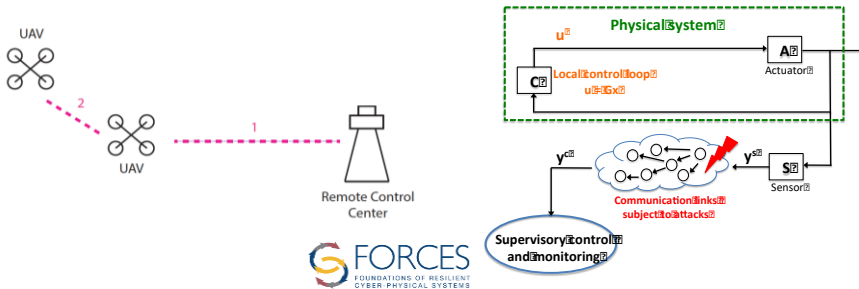 UAV
2
UAV
1
Remote Control
Center
FORCES
FOUNDATIONS OF RESILIENT
CYBER-PHYSICAL SYSTEMS
Physical system
u
A
Actuator
C
Local control loop
u = Gx
y^c
y^s
S
Sensor
Communication links
subject to attacks
Supervisory control
and monitoring